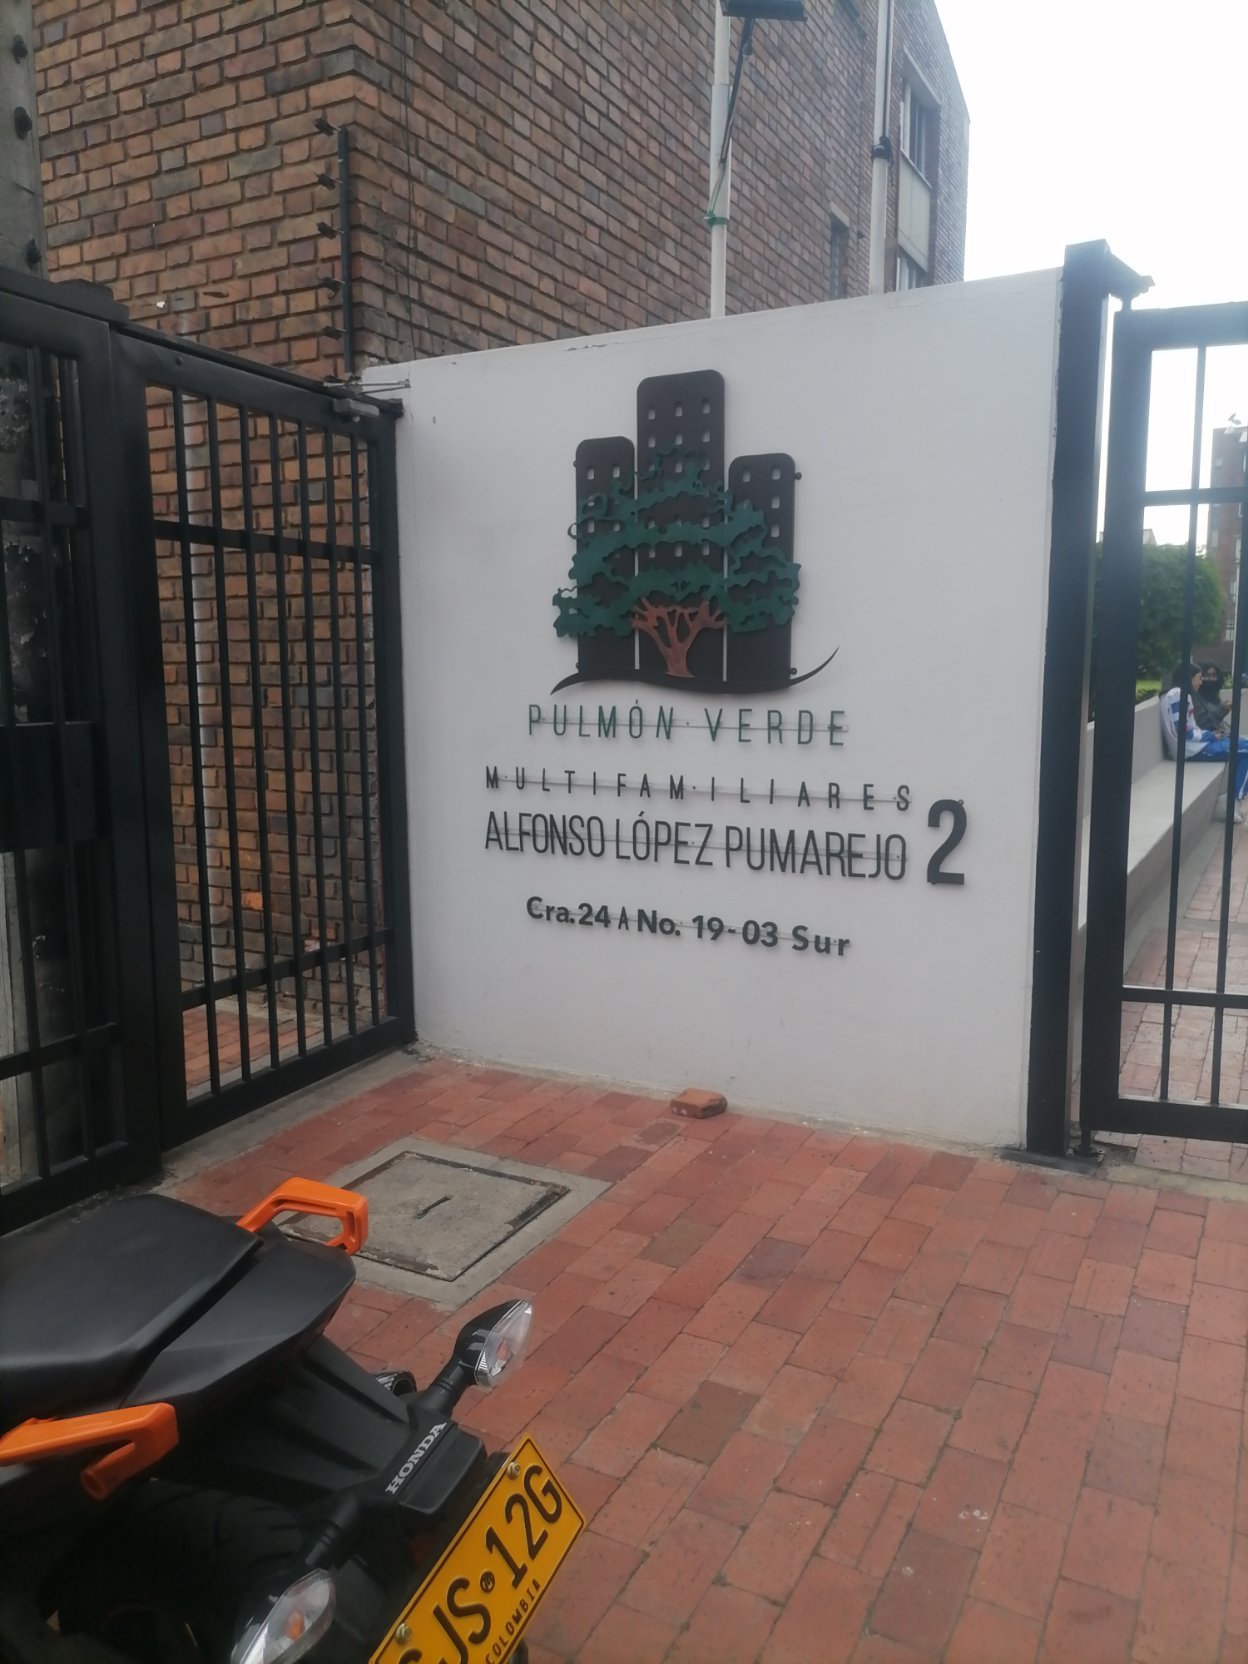 PULMÓN VERDE
MULTIFAMILIARES
ALFONSO LÓPEZ PUMAREJO 2
Cra. 24 A No. 19-03 Sur
HONDA
JS 12G
COLOMBIA